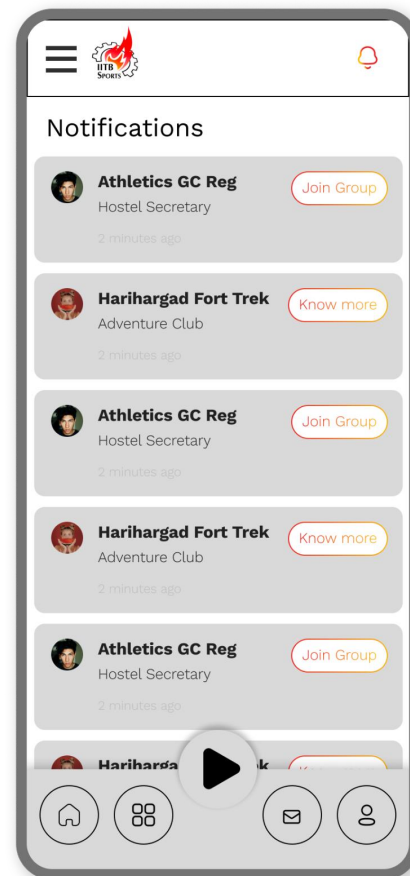 IITB
SPORTS
Notifications
Athletics GC Reg
Join Group
Hostel Secretary
2 minutes ago
Harihargad Fort Trek
Know more
Adventure Club
2 minutes ago
Athletics GC Reg
Join Group
Hostel Secretary
2 minutes ago
Harihargad Fort Trek
Know more
Adventure Club
2 minutes ago
Athletics GC Reg
Join Group
Hostel Secretary
2 minutes ago